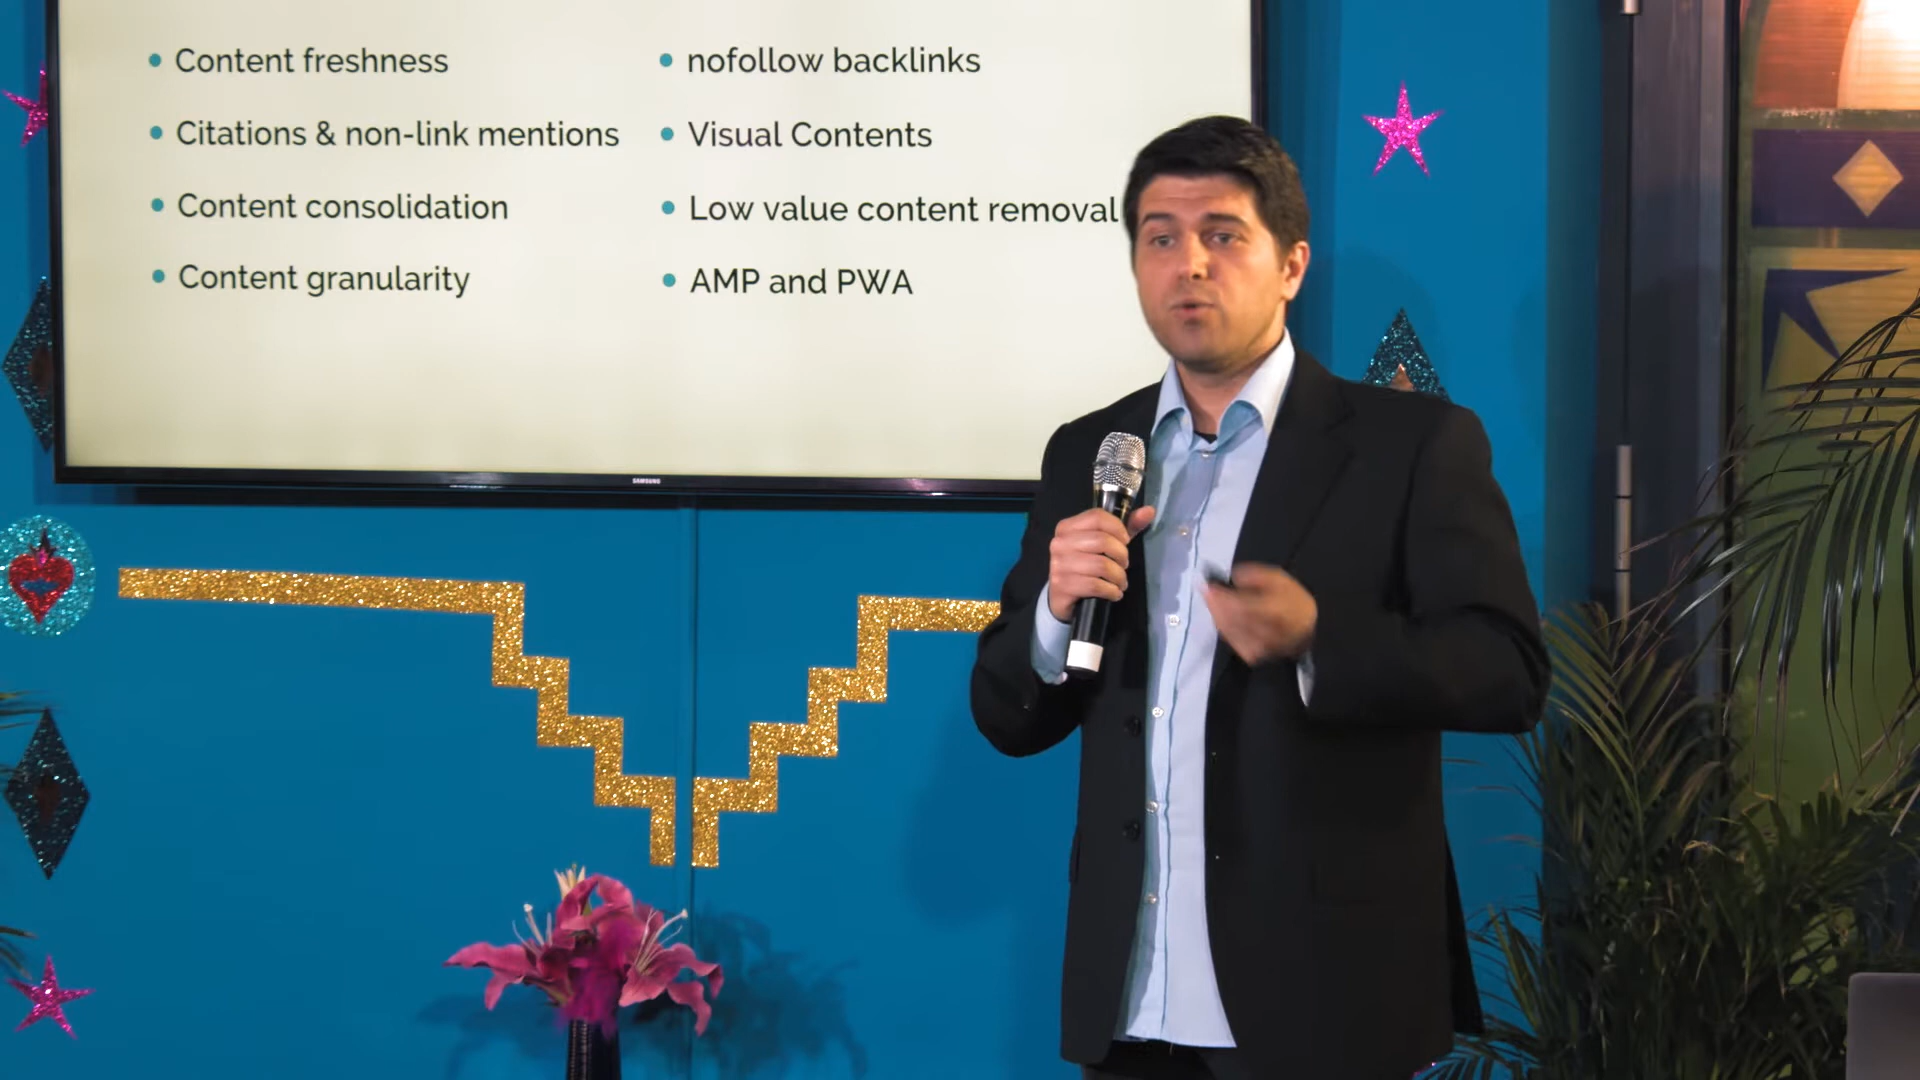 Content freshness
Citations & non-link mentions
Content consolidation
Content granularity
nofollow backlinks
Visual Contents
Low value content removal
AMP and PWA
SAMSUNG